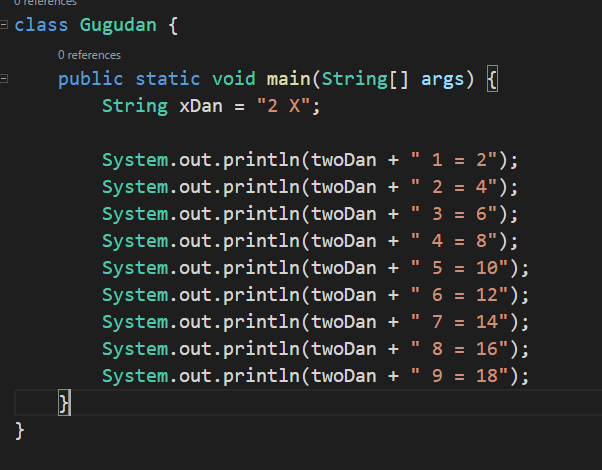 0 references
class Gugudan {
0 references
public static void main(String[] args) {
String xDan = "2 X";
System.out.println(twoDan + " 1 = 2");
System.out.println(twoDan + " 2 = 4");
System.out.println(twoDan + " 3 = 6");
System.out.println(twoDan + " 4 = 8");
System.out.println(twoDan + " 5 = 10");
System.out.println(twoDan + " 6 = 12");
System.out.println(twoDan + " 7 = 14");
System.out.println(twoDan + " 8 = 16");
System.out.println(twoDan + " 9 = 18");
}
}